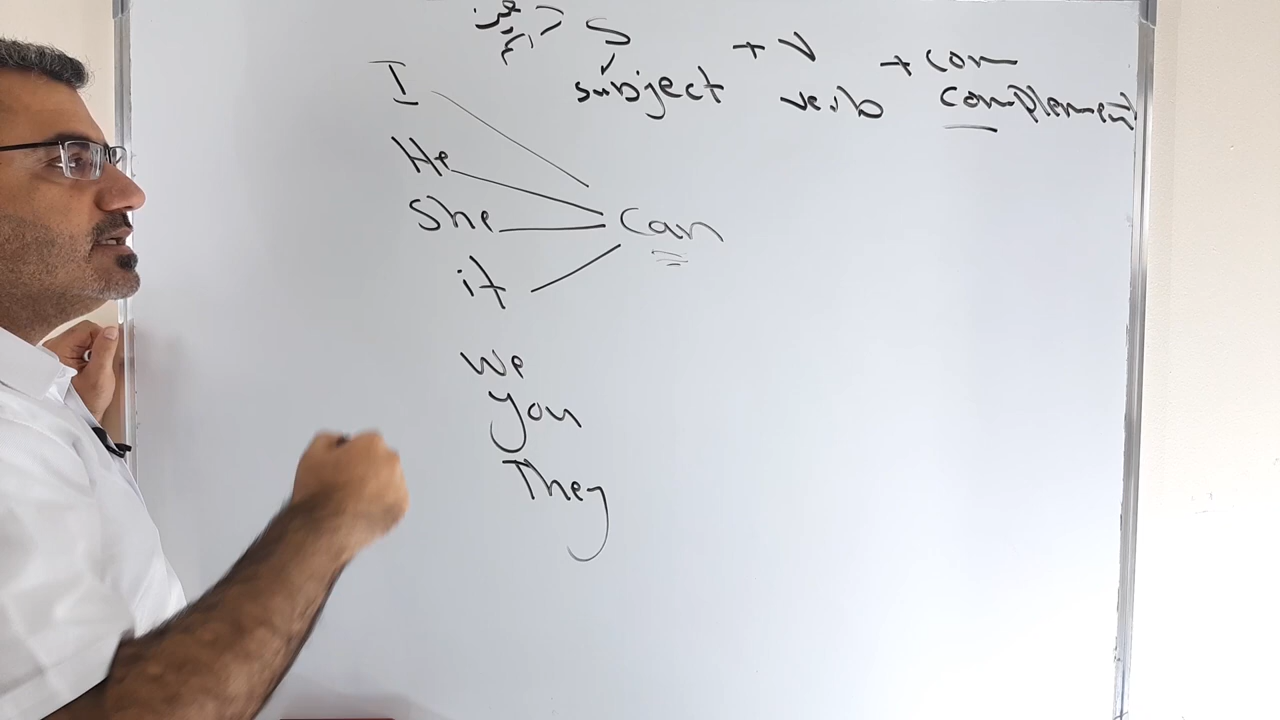 S + V + com
subject verb complement
I
He
She can
it
We
you
They